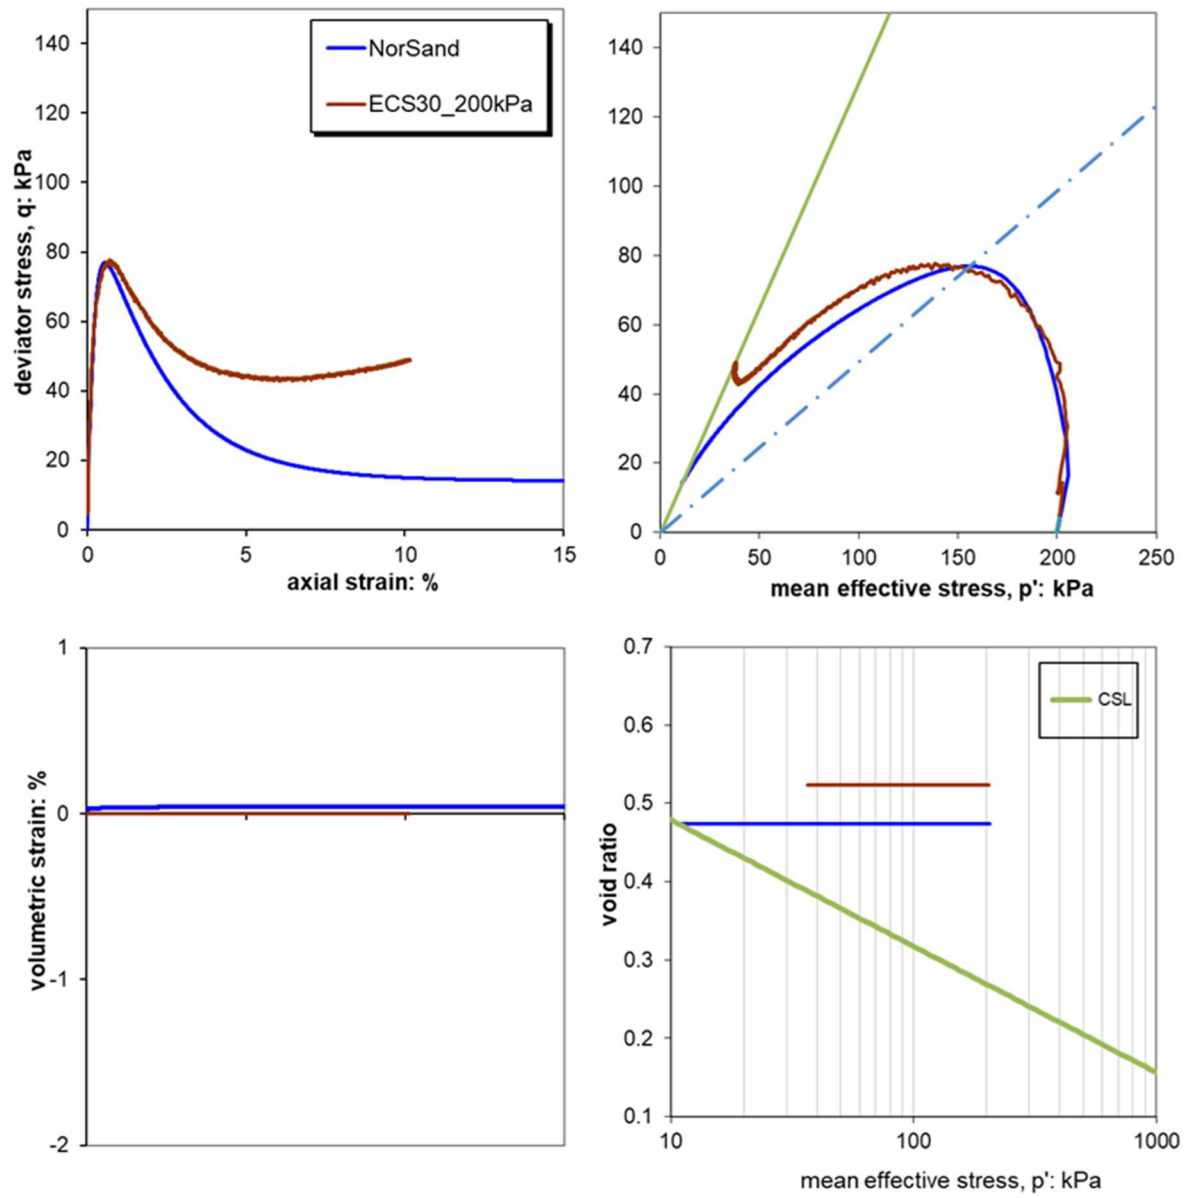 140
120
100
80
60
40
20
0
0 5 10 15
deviator stress, q: kPa
axial strain: %
NorSand
ECS30_200kPa
140
120
100
80
60
40
20
0
0 50 100 150 200 250
mean effective stress, p': kPa
1
0
-1
-2
volumetric strain: %
0.7
0.6
0.5
0.4
0.3
0.2
0.1
10 100 1000
void ratio
mean effective stress, p': kPa
CSL